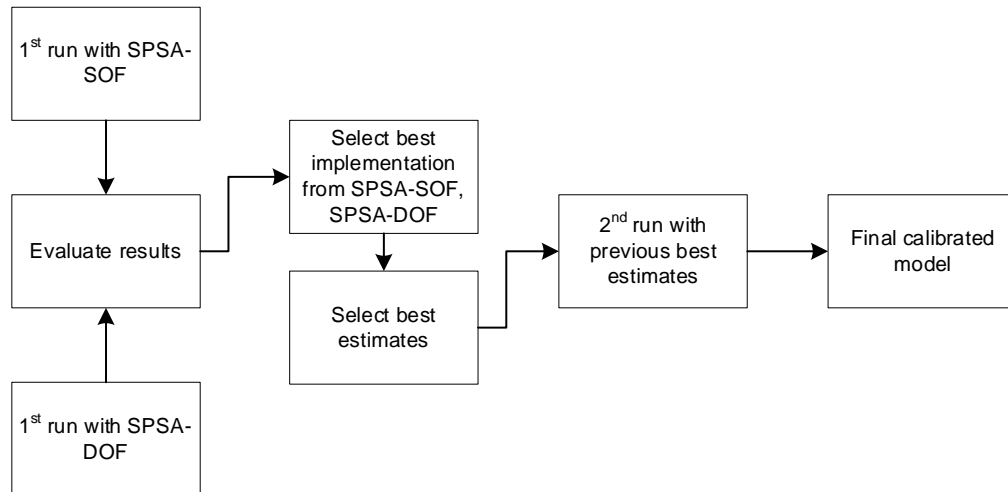 1st run with SPSA-
SOF
Evaluate results
1st run with SPSA-
DOF
Select best
implementation
from SPSA-SOF,
SPSA-DOF
Select best
estimates
2nd run with
previous best
estimates
Final calibrated
model